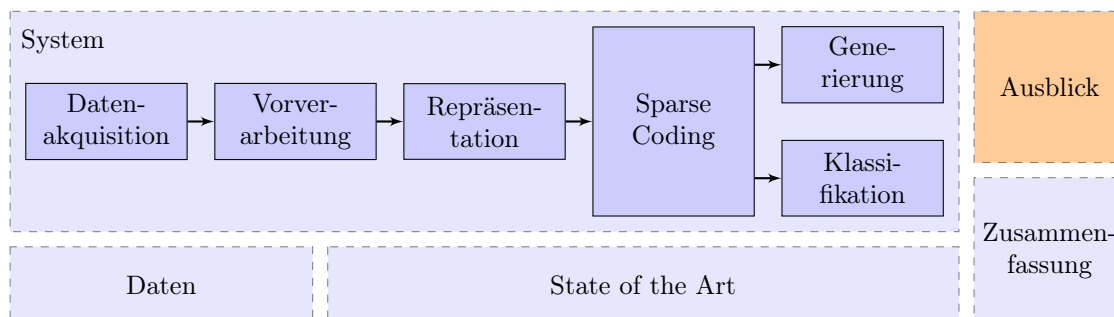 System
Daten-
akquisition
Vorver-
arbeitung
Repräsen-
tation
Sparse
Coding
Gene-
rierung
Klassi-
fikation
Ausblick
Zusammen-
fassung
Daten
State of the Art